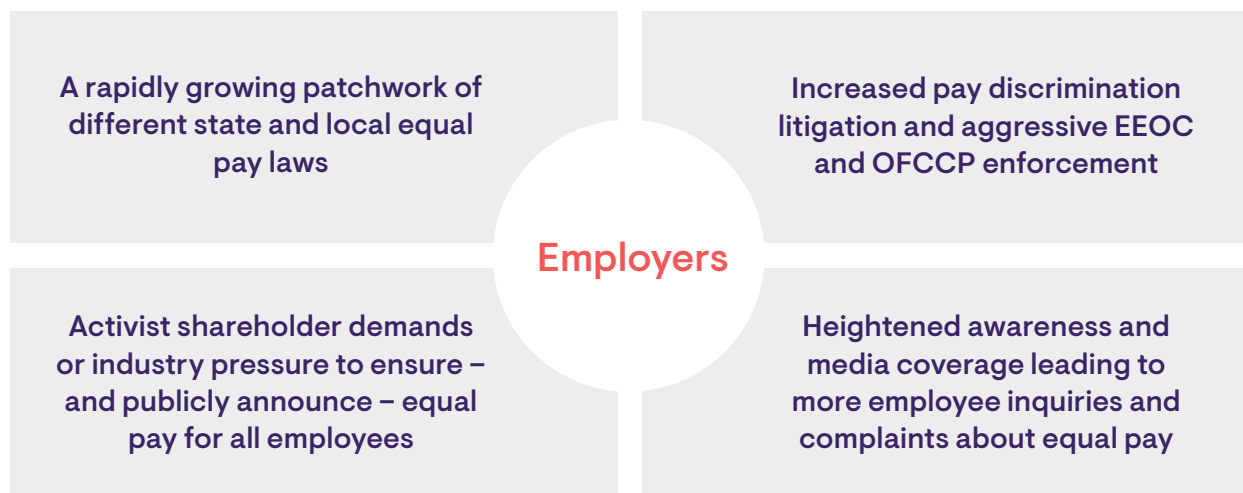 A rapidly growing patchwork of
different state and local equal
pay laws
Increased pay discrimination
litigation and aggressive EEOC
and OFCCP enforcement
Employers
Activist shareholder demands
or industry pressure to ensure –
and publicly announce – equal
pay for all employees
Heightened awareness and
media coverage leading to
more employee inquiries and
complaints about equal pay